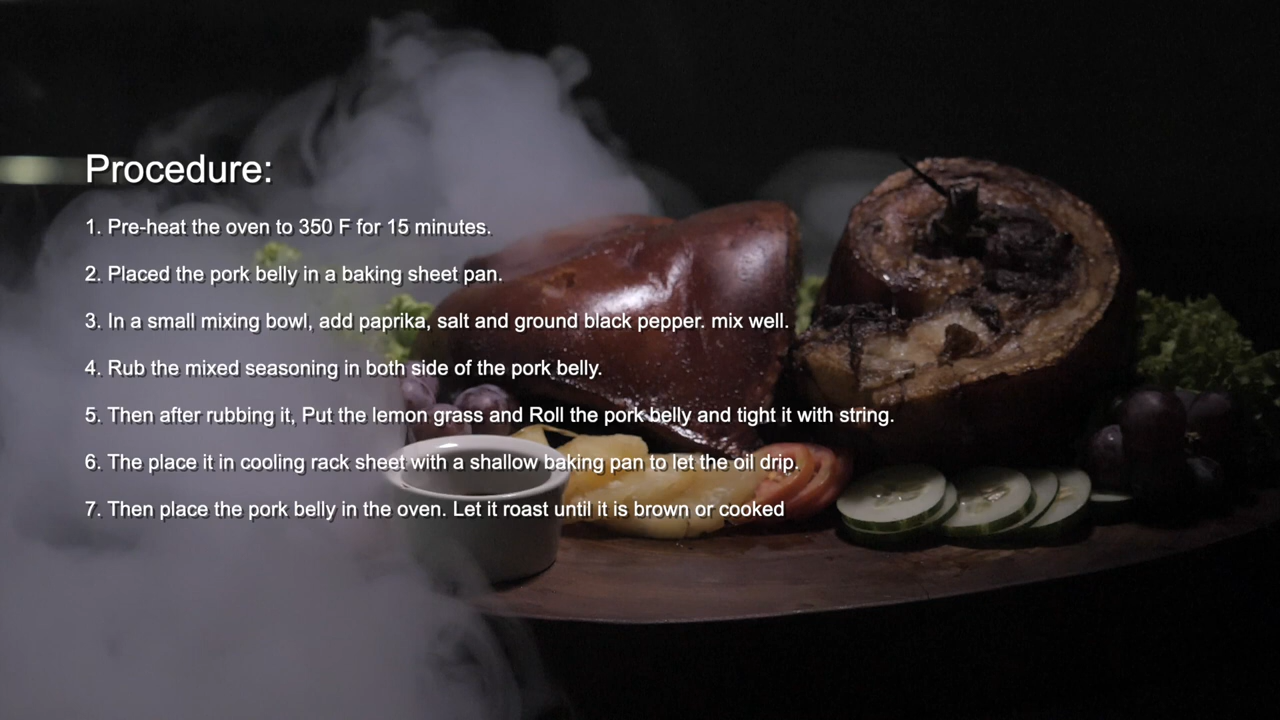 Procedure:
1. Pre-heat the oven to 350 F for 15 minutes.
2. Placed the pork belly in a baking sheet pan.
3. In a small mixing bowl, add paprika, salt and ground black pepper. mix well.
4. Rub the mixed seasoning in both side of the pork belly.
5. Then after rubbing it, Put the lemon grass and Roll the pork belly and tight it with string.
6. The place it in cooling rack sheet with a shallow baking pan to let the oil drip.
7. Then place the pork belly in the oven. Let it roast until it is brown or cooked